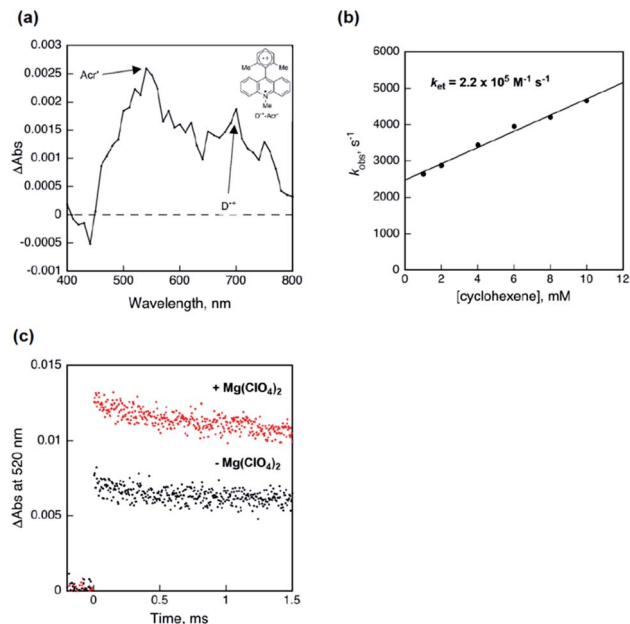 (a)
0.003
0.0025
0.002
0.0015
0.001
0.0005
0
-0.0005
-0.001
ΔAbs
Acr•
Me
Me
N
Me
D•+-Acr•
D•+
400 500 600 700 800
Wavelength, nm
(b)
6000
5000
4000
3000
2000
1000
0
kobs, s-1
ket = 2.2 x 10⁵ M⁻¹ s⁻¹
0 2 4 6 8 10 12
[cyclohexene], mM
(c)
0.015
0.01
0.005
0
ΔAbs at 520 nm
+ Mg(ClO4)2
- Mg(ClO4)2
0 0.5 1 1.5
Time, ms